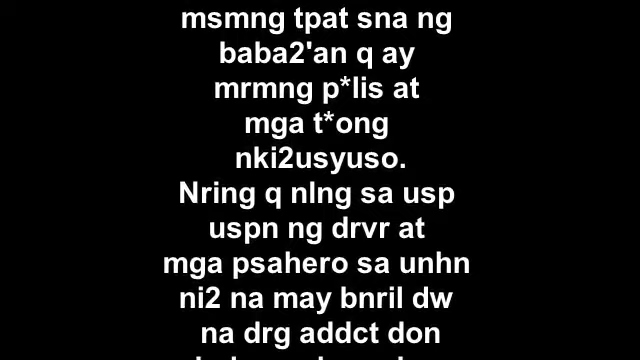 msmng tpat sna ng
baba2'an q ay
mrmng p*lis at
mga t*ong
nki2usyuso.
Nring q nlng sa usp
uspn ng drvr at
mga psahero sa unhn
ni2 na may bnril dw
na drg addct don